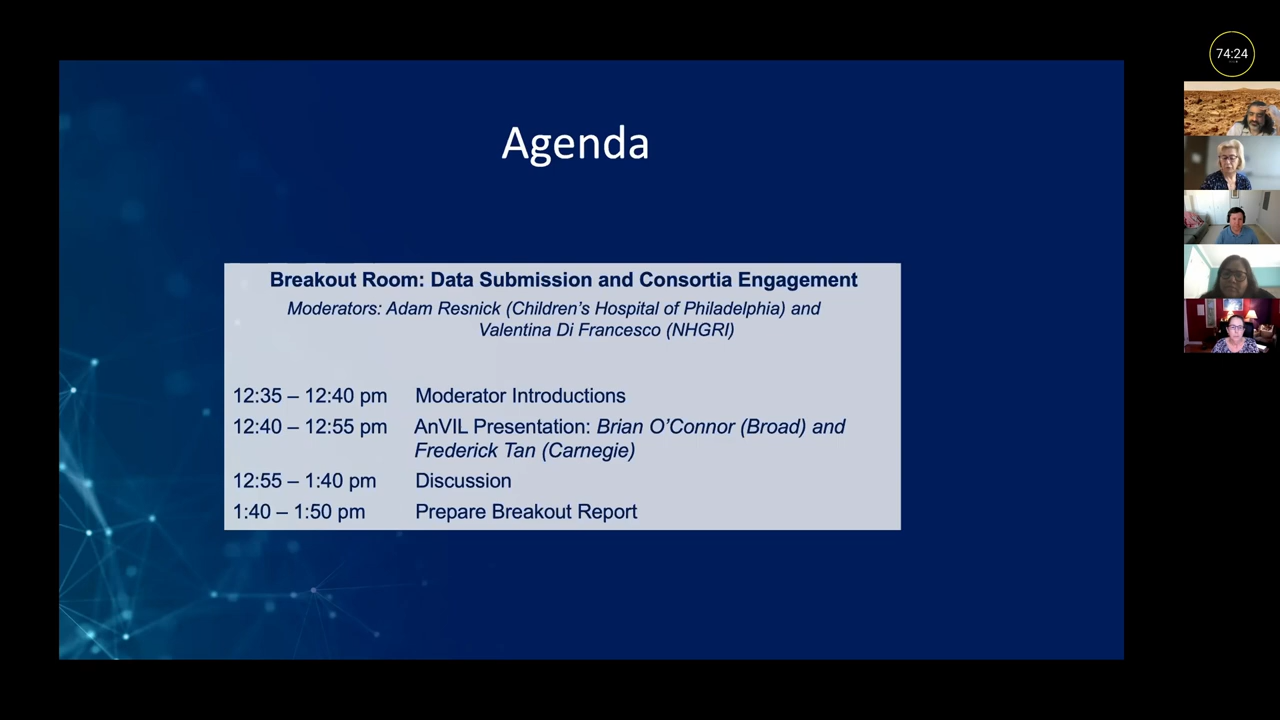 74:24
Agenda
Breakout Room: Data Submission and Consortia Engagement
Moderators: Adam Resnick (Children’s Hospital of Philadelphia) and
Valentina Di Francesco (NHGRI)
12:35 – 12:40 pm Moderator Introductions
12:40 – 12:55 pm AnVIL Presentation: Brian O’Connor (Broad) and
Frederick Tan (Carnegie)
12:55 – 1:40 pm Discussion
1:40 – 1:50 pm Prepare Breakout Report